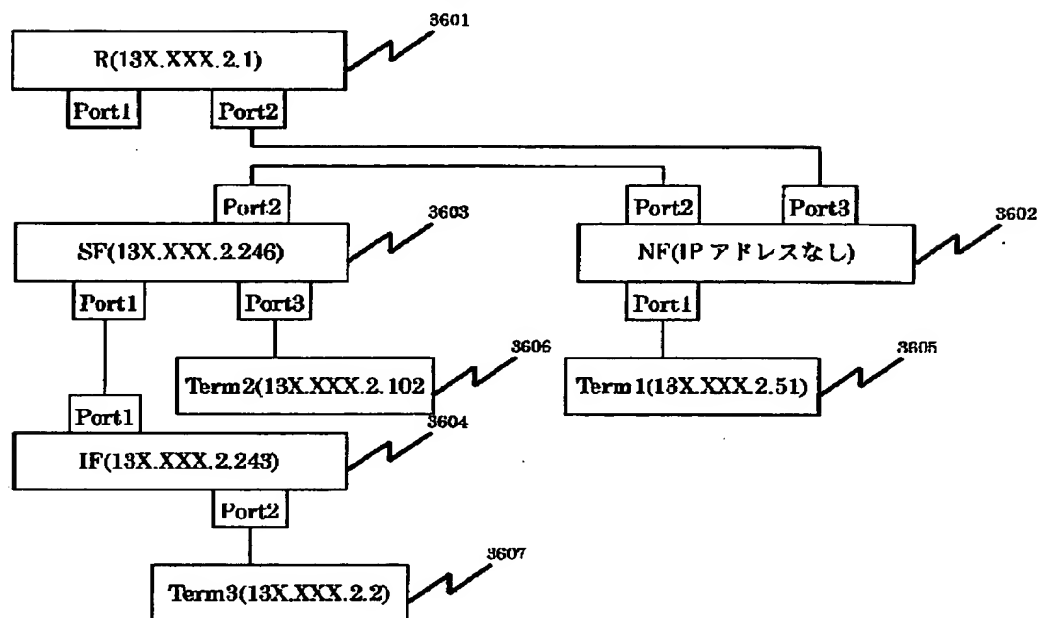 3601
R(13X.XXX.2.1)
Port1
Port2
Port2
Port2
Port3
3603
3602
SF(13X.XXX.2.246)
NF(IP アドレスなし)
Port1
Port3
Port1
3606
3605
Term2(13X.XXX.2.102
Term1(13X.XXX.2.51)
Port1
3604
IF(13X.XXX.2.243)
Port2
3607
Term3(13X.XXX.2.2)